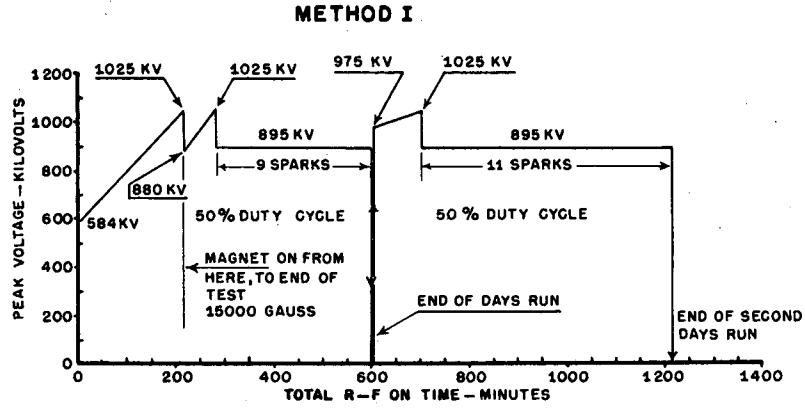 METHOD I
975 KV
1025 KV
1025 KV
1025 KV
1200
1000
800
600
400
200
0
PEAK VOLTAGE-KILOVOLTS
895 KV
895 KV
9 SPARKS
11 SPARKS
880 KV
584 KV
50% DUTY CYCLE
50% DUTY CYCLE
MAGNET ON FROM
HERE, TO END OF
TEST
15000 GAUSS
END OF DAYS RUN
END OF SECOND
DAYS RUN
0 200 400 600 800 1000 1200 1400
TOTAL R-F ON TIME-MINUTES